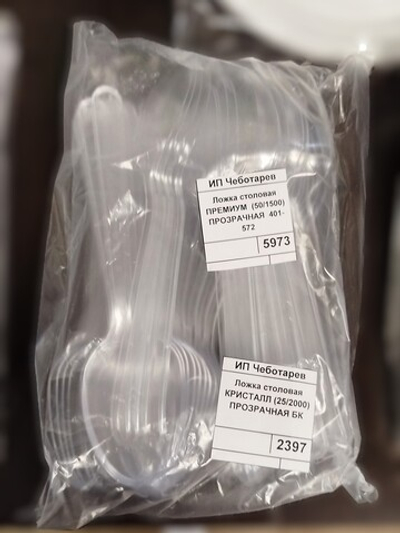 ИП Чеботарев
Ложка столовая
ПРЕМИУМ (50/1500)
ПРОЗРАЧНАЯ 401-
572
5973
ИП Чеботарев
Ложка столовая
КРИСТАЛЛ (25/2000)
ПРОЗРАЧНАЯ БК
2397